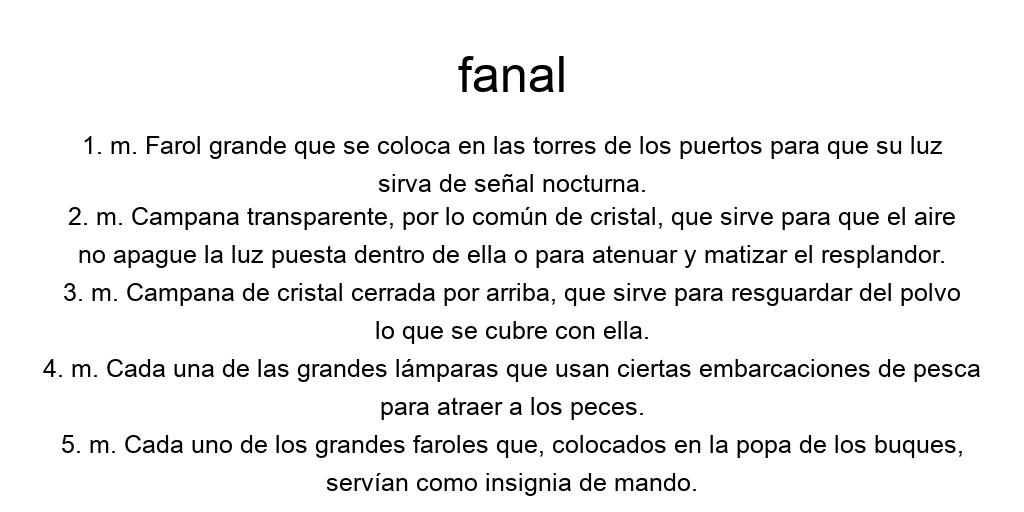 fanal
1. m. Farol grande que se coloca en las torres de los puertos para que su luz
sirva de señal nocturna.
2. m. Campana transparente, por lo común de cristal, que sirve para que el aire
no apague la luz puesta dentro de ella o para atenuar y matizar el resplandor.
3. m. Campana de cristal cerrada por arriba, que sirve para resguardar del polvo
lo que se cubre con ella.
4. m. Cada una de las grandes lámparas que usan ciertas embarcaciones de pesca
para atraer a los peces.
5. m. Cada uno de los grandes faroles que, colocados en la popa de los buques,
servían como insignia de mando.